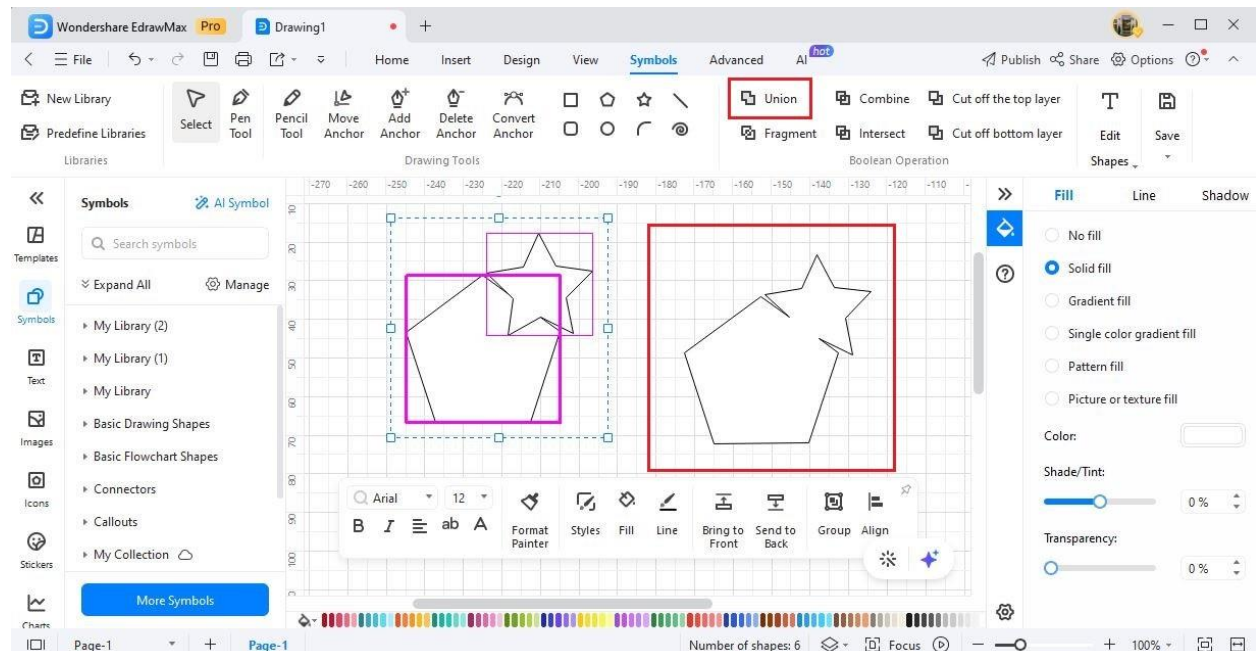 Wondershare EdrawMax Pro Drawing1
File Home Insert Design View Symbols Advanced AI hot Publish Share Options
New Library Select Pen Tool Pencil Tool Move Anchor Add Anchor Delete Anchor Convert Anchor Union Combine Cut off the top layer Edit Shapes Save
Predefine Libraries Fragment Intersect Cut off bottom layer
Libraries Drawing Tools Boolean Operation
-270 -260 -250 -240 -230 -220 -210 -200 -190 -180 -170 -160 -150 -140 -130 -120 -110
Symbols AI Symbol
Search symbols
Expand All Manage
My Library (2)
My Library (1)
My Library
Basic Drawing Shapes
Basic Flowchart Shapes
Connectors
Callouts
My Collection
More Symbols
Templates
Symbols
Text
Images
Icons
Stickers
Charts
Arial 12
B I ab A
Format Painter Styles Fill Line Bring to Front Send to Back Group Align
Fill Line Shadow
No fill
Solid fill
Gradient fill
Single color gradient fill
Pattern fill
Picture or texture fill
Color:
Shade/Tint:
0 %
Transparency:
0 %
Page-1 Page-1 Number of shapes: 6 Focus 100%